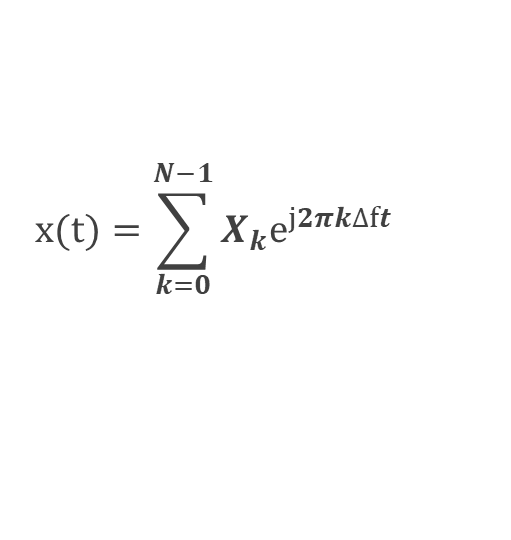 N−1
x(t) = ∑ X_k e^{j2πkΔft}
k=0